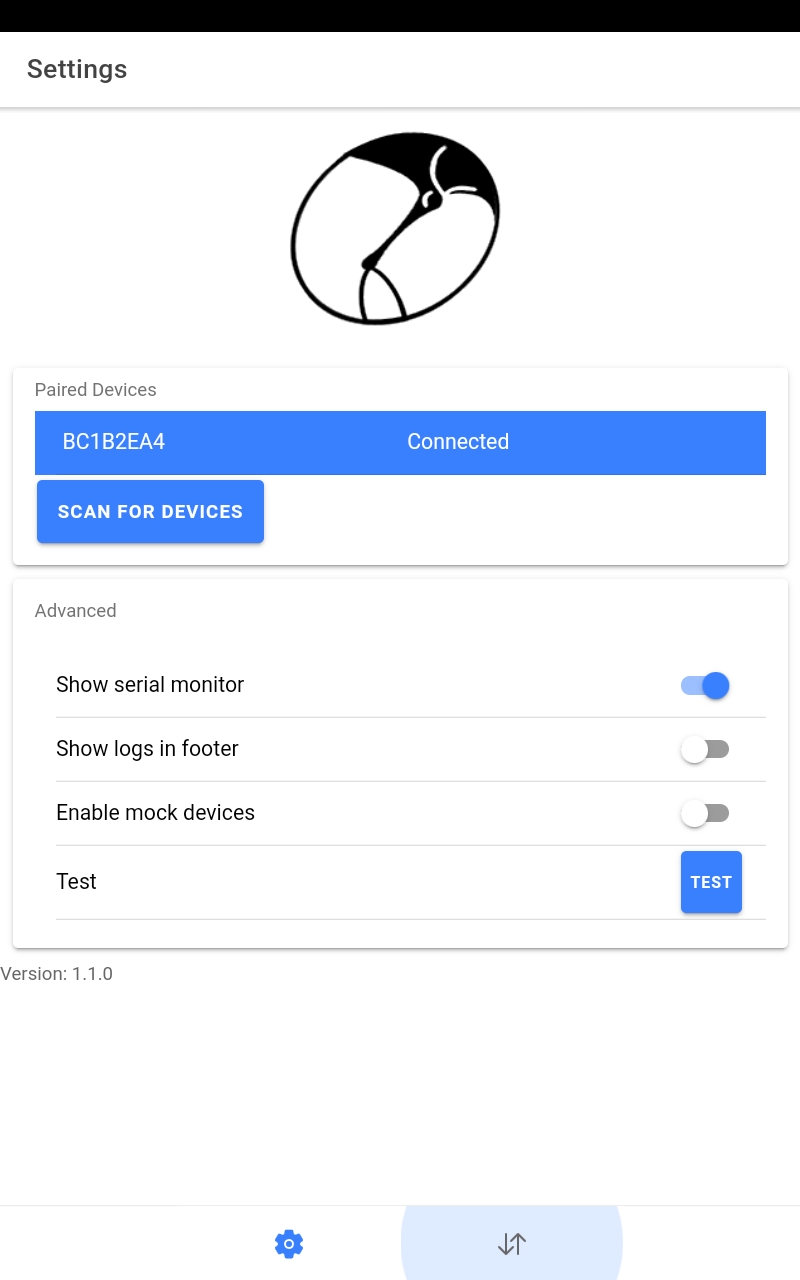 Settings
Paired Devices
BC1B2EA4 Connected
SCAN FOR DEVICES
Advanced
Show serial monitor
Show logs in footer
Enable mock devices
Test TEST
Version: 1.1.0